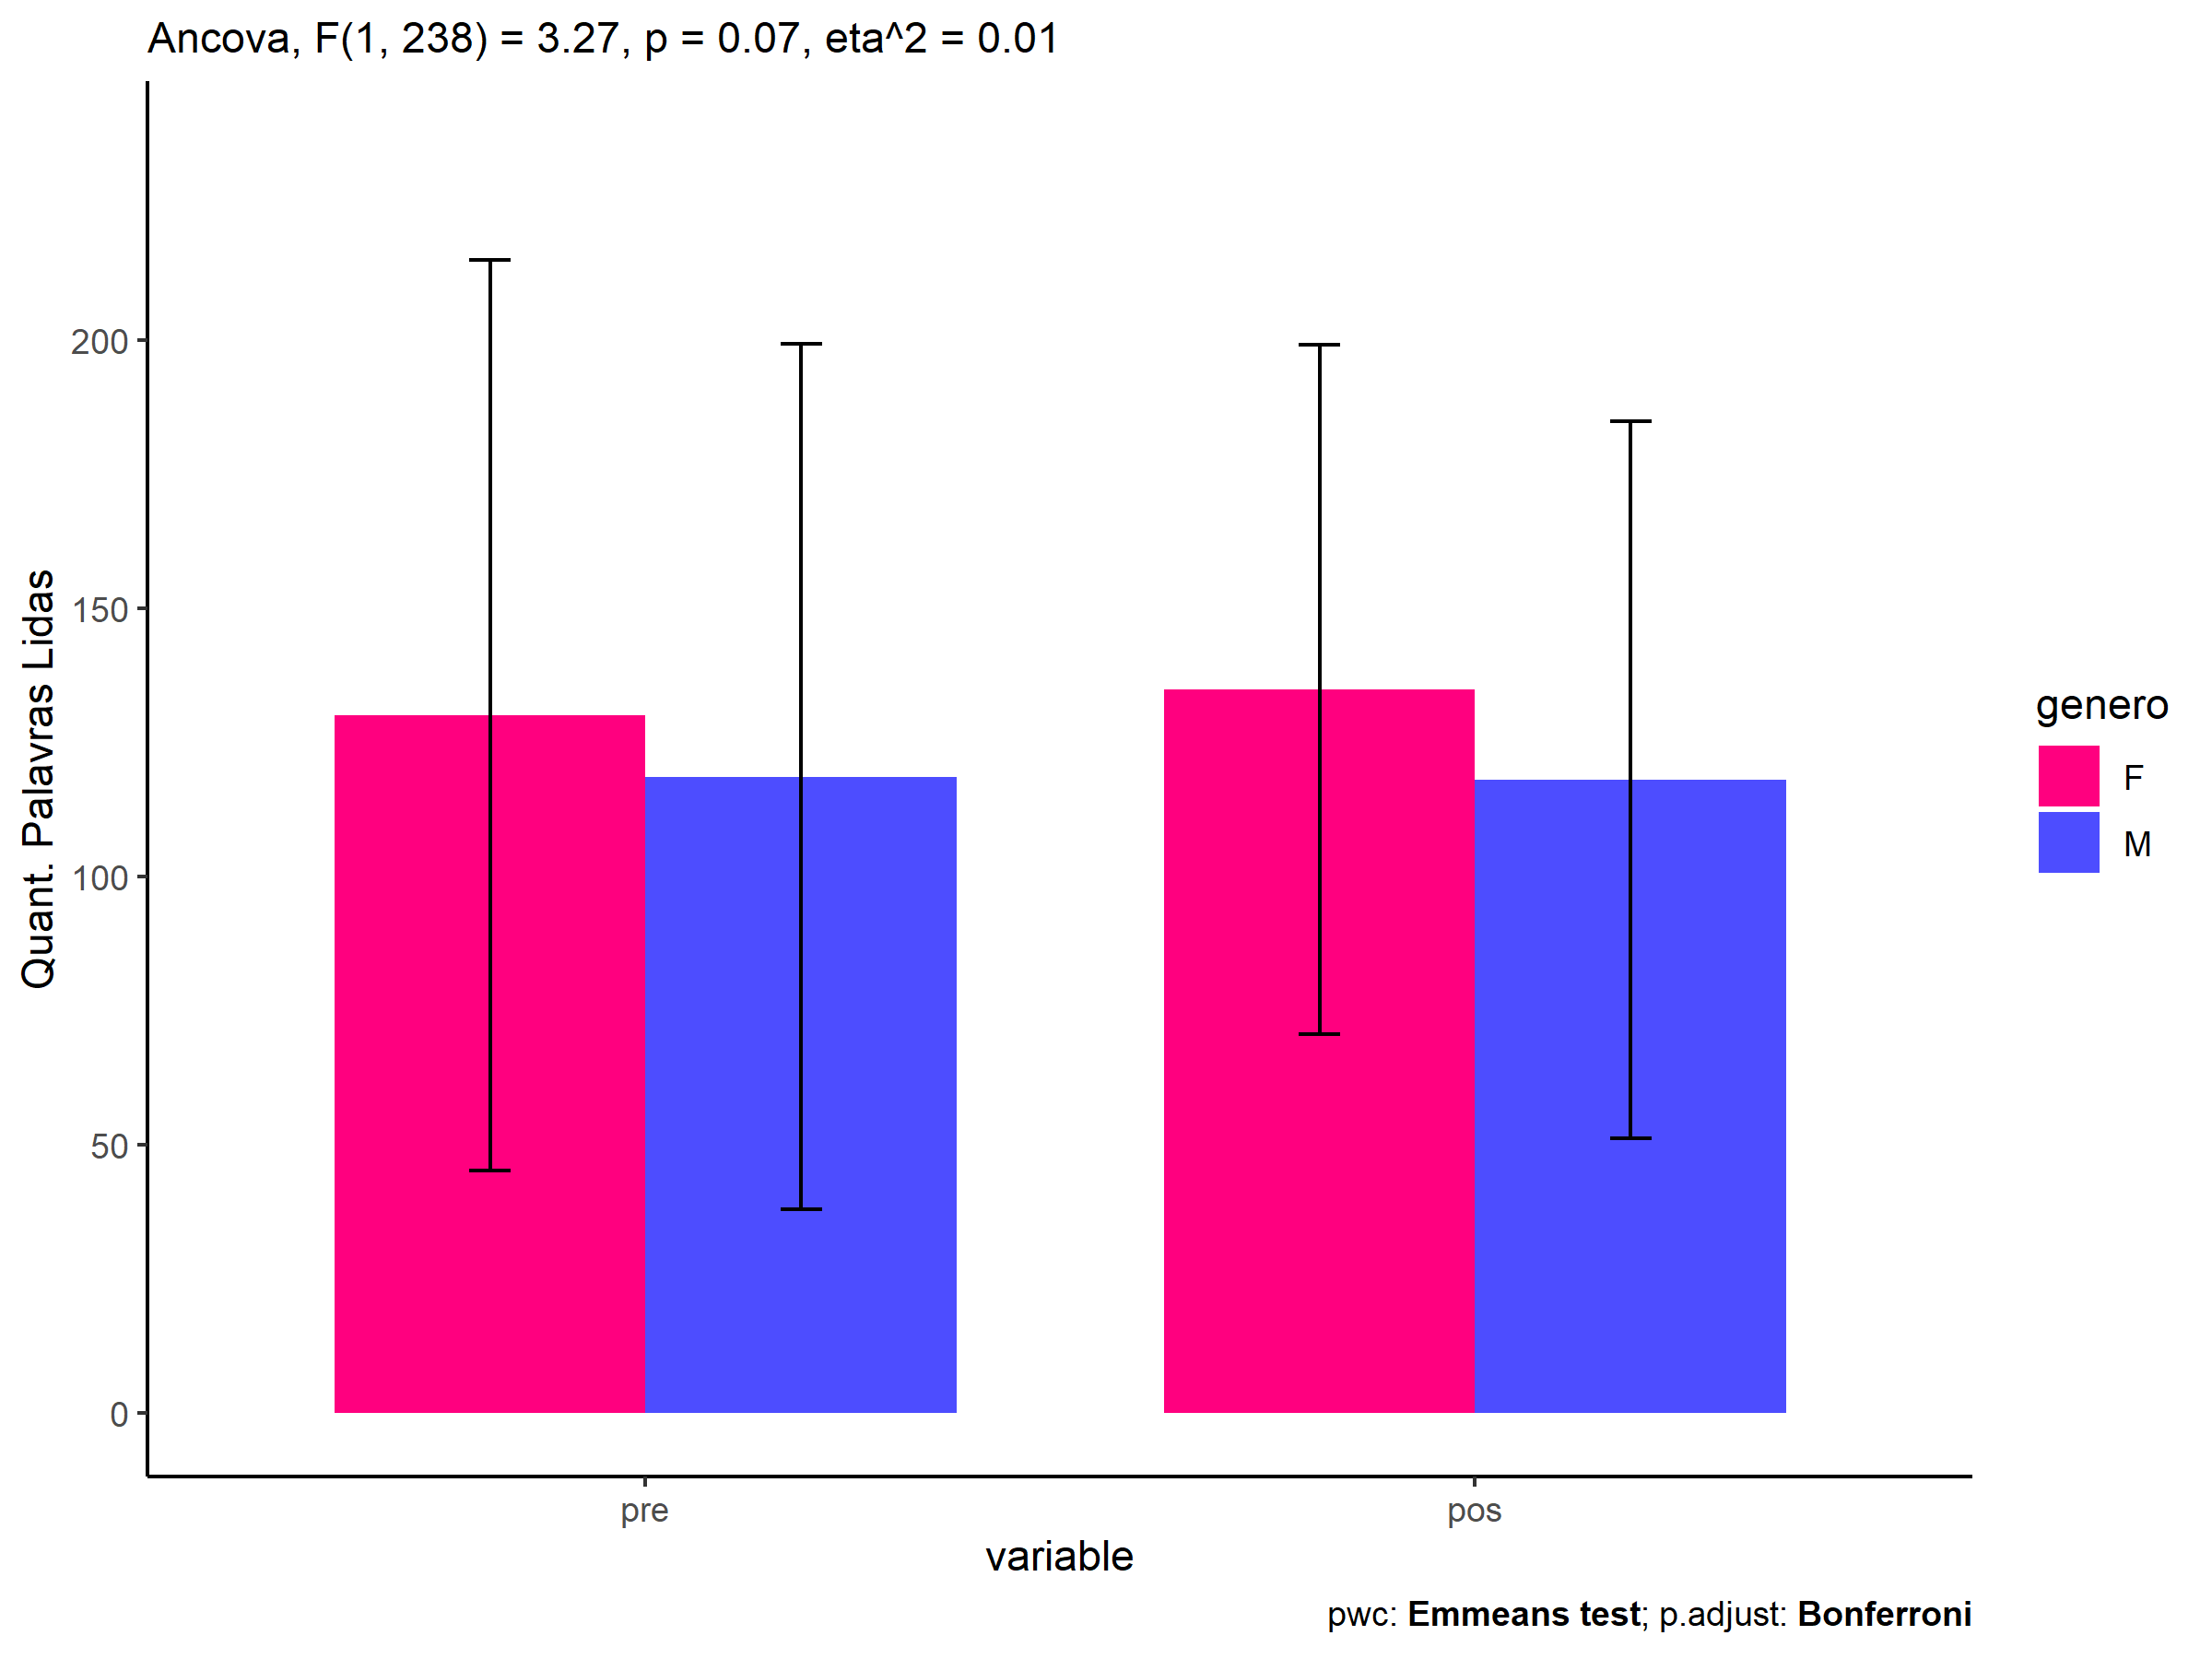 Ancova, F(1, 238) = 3.27, p = 0.07, eta^2 = 0.01
Quant. Palavras Lidas
200
150
100
50
0
pre
pos
variable
genero
F
M
pwc: Emmeans test; p.adjust: Bonferroni